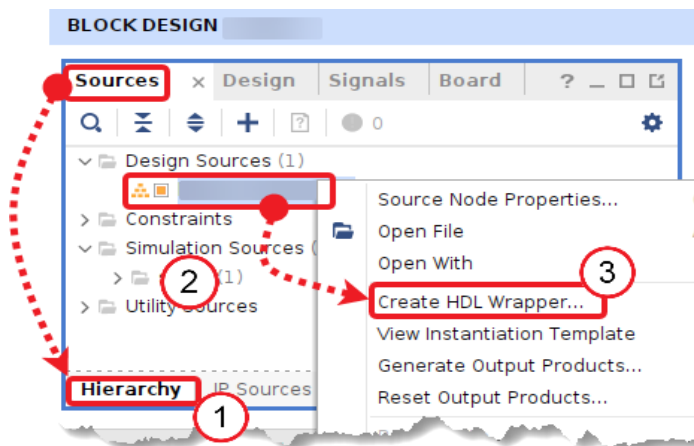 BLOCK DESIGN
Sources × Design Signals Board ? _
0
Design Sources (1)
Constraints
Simulation Sources (
(1)
Utility Sources
Hierarchy IP Sources
Source Node Properties...
Open File
Open With
Create HDL Wrapper...
View Instantiation Template
Generate Output Products...
Reset Output Products...
1
2
3